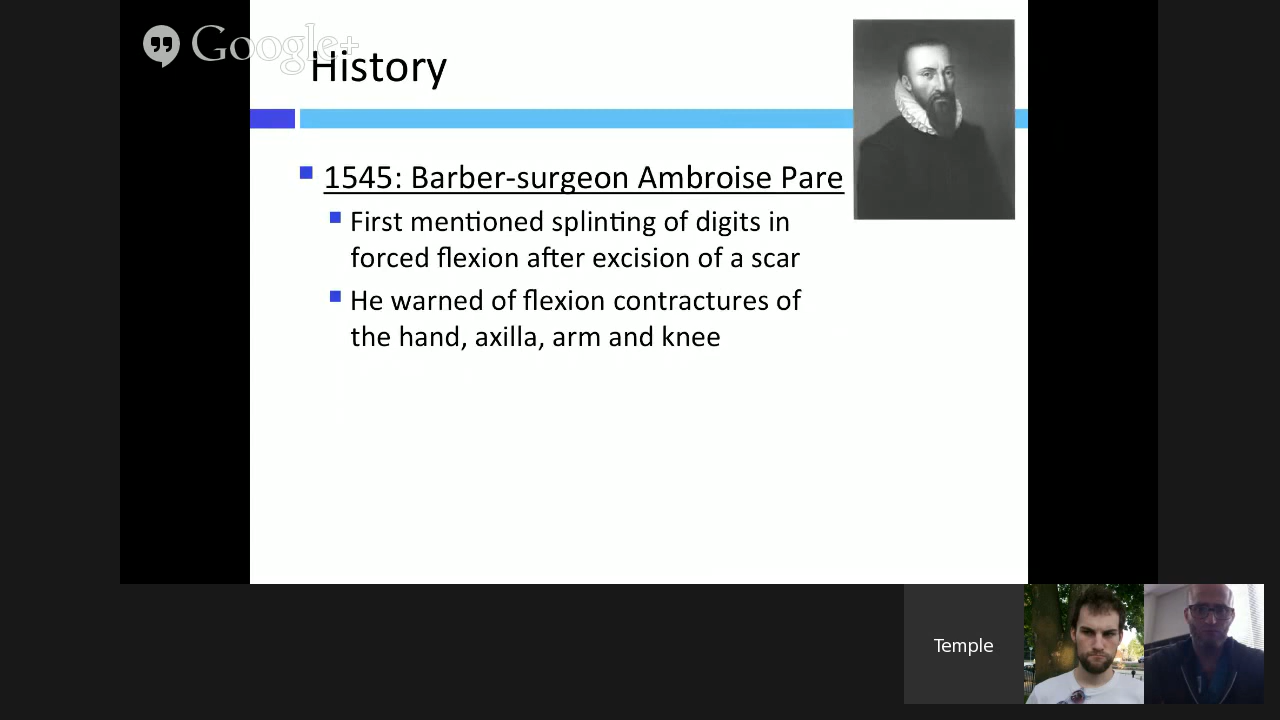 Google+
History
1545: Barber-surgeon Ambroise Pare
First mentioned splinting of digits in
forced flexion after excision of a scar
He warned of flexion contractures of
the hand, axilla, arm and knee
Temple